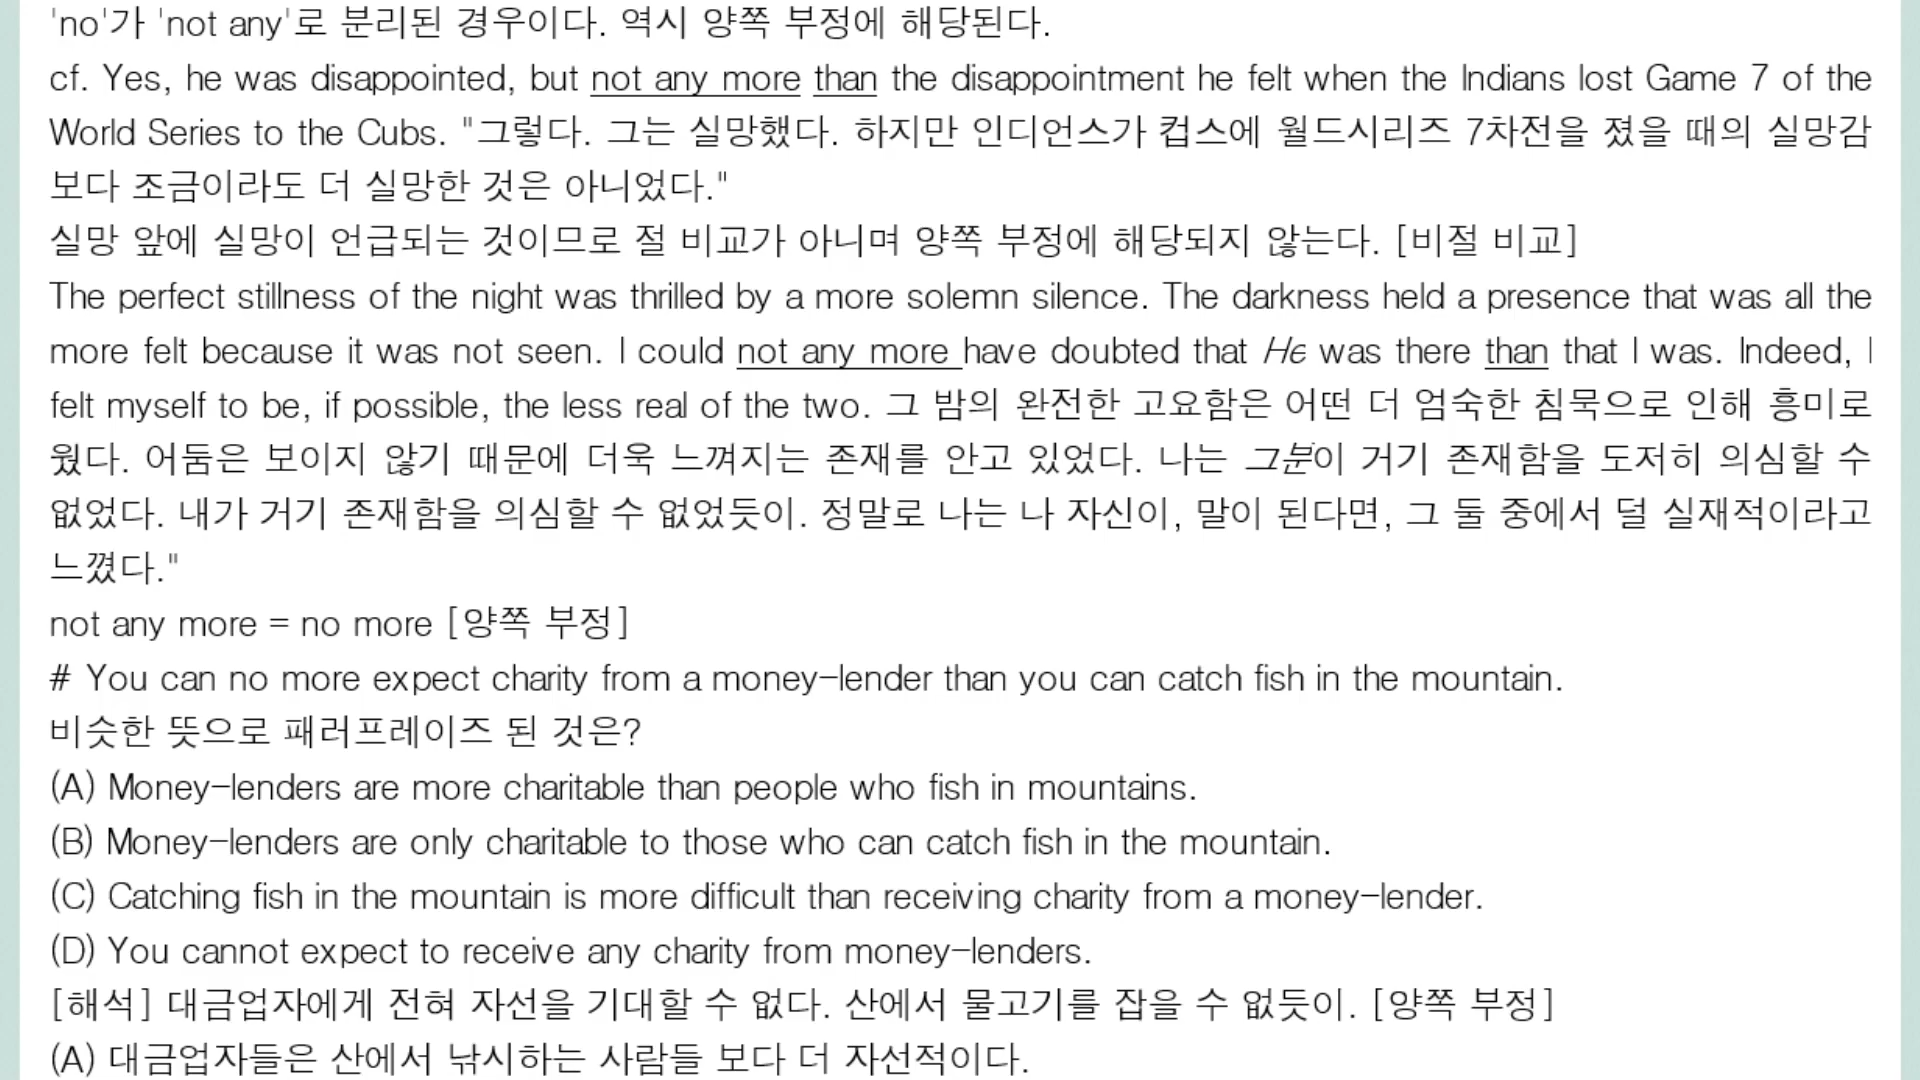 'no'가 'not any'로 분리된 경우이다. 역시 양쪽 부정에 해당된다.
cf. Yes, he was disappointed, but not any more than the disappointment he felt when the Indians lost Game 7 of the
World Series to the Cubs. "그렇다. 그는 실망했다. 하지만 인디언스가 컵스에 월드시리즈 7차전을 졌을 때의 실망감
보다 조금이라도 더 실망한 것은 아니었다."
실망 앞에 실망이 언급되는 것이므로 절 비교가 아니며 양쪽 부정에 해당되지 않는다. [비절 비교]
The perfect stillness of the night was thrilled by a more solemn silence. The darkness held a presence that was all the
more felt because it was not seen. I could not any more have doubted that He was there than that I was. Indeed, I
felt myself to be, if possible, the less real of the two. 그 밤의 완전한 고요함은 어떤 더 엄숙한 침묵으로 인해 흥미로
웠다. 어둠은 보이지 않기 때문에 더욱 느껴지는 존재를 안고 있었다. 나는 그분이 거기 존재함을 도저히 의심할 수
없었다. 내가 거기 존재함을 의심할 수 없었듯이. 정말로 나는 나 자신이, 말이 된다면, 그 둘 중에서 덜 실재적이라고
느꼈다."
not any more = no more [양쪽 부정]
# You can no more expect charity from a money-lender than you can catch fish in the mountain.
비슷한 뜻으로 패러프레이즈 된 것은?
(A) Money-lenders are more charitable than people who fish in mountains.
(B) Money-lenders are only charitable to those who can catch fish in the mountain.
(C) Catching fish in the mountain is more difficult than receiving charity from a money-lender.
(D) You cannot expect to receive any charity from money-lenders.
[해석] 대금업자에게 전혀 자선을 기대할 수 없다. 산에서 물고기를 잡을 수 없듯이. [양쪽 부정]
(A) 대금업자들은 산에서 낚시하는 사람들 보다 더 자선적이다.